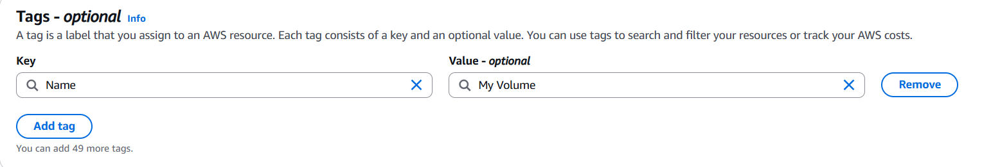 Tags - optional Info
A tag is a label that you assign to an AWS resource. Each tag consists of a key and an optional value. You can use tags to search and filter your resources or track your AWS costs.
Key
Value - optional
Name
My Volume
Remove
Add tag
You can add 49 more tags.